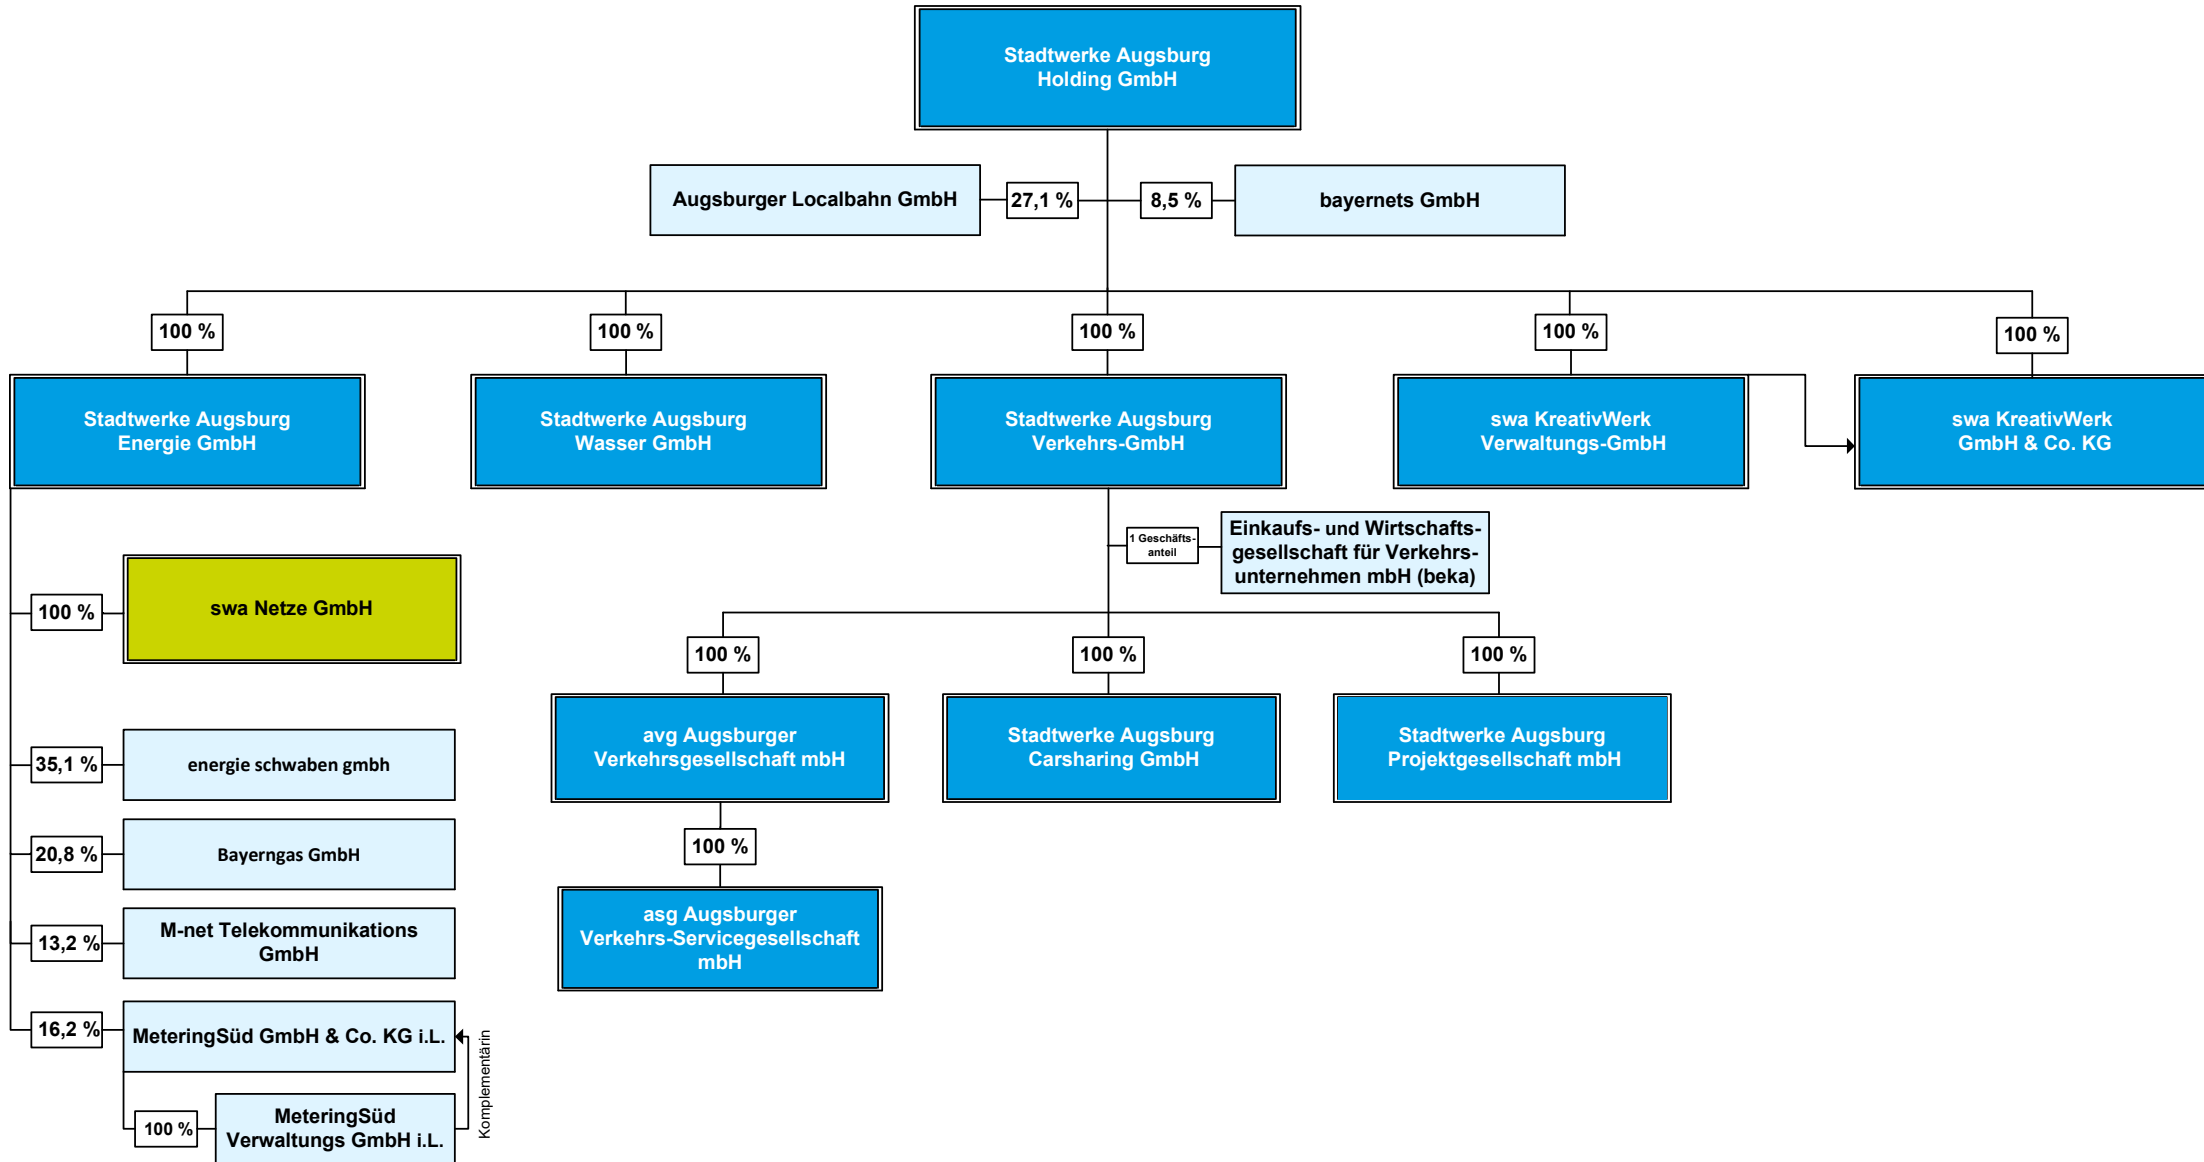 Stadtwerke Augsburg
Holding GmbH
Augsburger Localbahn GmbH
27,1 %
8,5 %
bayernets GmbH
100 %
100 %
100 %
100 %
100 %
Stadtwerke Augsburg
Energie GmbH
Stadtwerke Augsburg
Wasser GmbH
Stadtwerke Augsburg
Verkehrs-GmbH
swa KreativWerk
Verwaltungs-GmbH
swa KreativWerk
GmbH & Co. KG
1 Geschäfts-
anteil
Einkaufs- und Wirtschafts-
gesellschaft für Verkehrs-
unternehmen mbH (beka)
100 %
swa Netze GmbH
100 %
100 %
100 %
avg Augsburger
Verkehrsgesellschaft mbH
Stadtwerke Augsburg
Carsharing GmbH
Stadtwerke Augsburg
Projektgesellschaft mbH
35,1 %
energie schwaben gmbh
20,8 %
Bayerngas GmbH
100 %
asg Augsburger
Verkehrs-Servicegesellschaft
mbH
13,2 %
M-net Telekommunikations
GmbH
16,2 %
MeteringSüd GmbH & Co. KG i.L.
Komplementärin
100 %
MeteringSüd
Verwaltungs GmbH i.L.